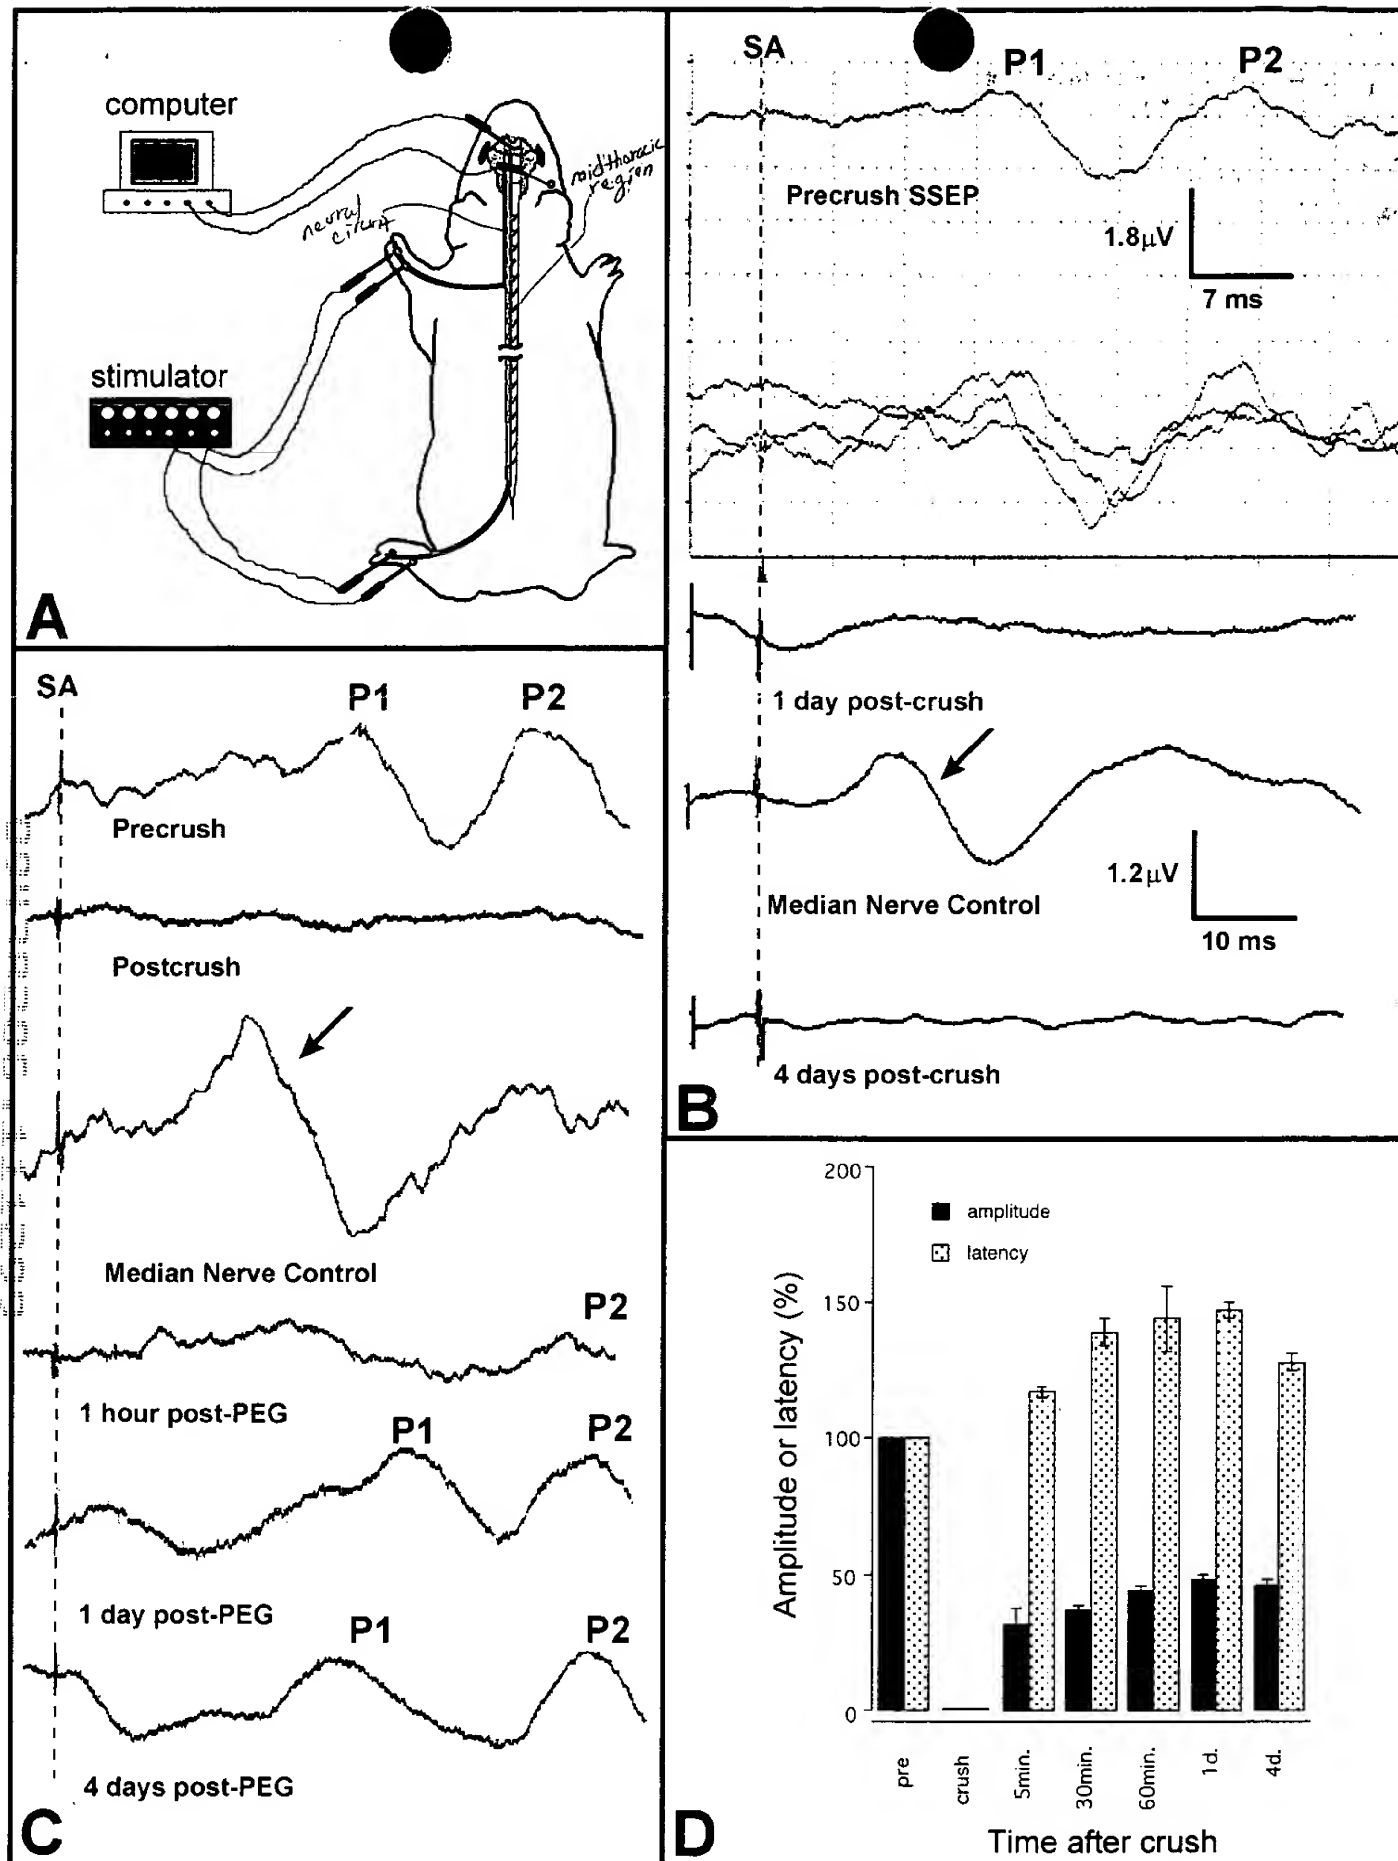 computer
neural
circuit
midthoracic
region
stimulator
A
SA
P1
P2
Precrush SSEP
1.8µV
7 ms
1 day post-crush
Median Nerve Control
1.2µV
10 ms
4 days post-crush
B
SA
P1
P2
Precrush
Postcrush
Median Nerve Control
P2
1 hour post-PEG
P1
P2
1 day post-PEG
P1
P2
4 days post-PEG
C
200
150
100
50
0
amplitude
latency
Amplitude or latency (%)
pre
crush
5min.
30min.
60min.
1d.
4d.
Time after crush
D